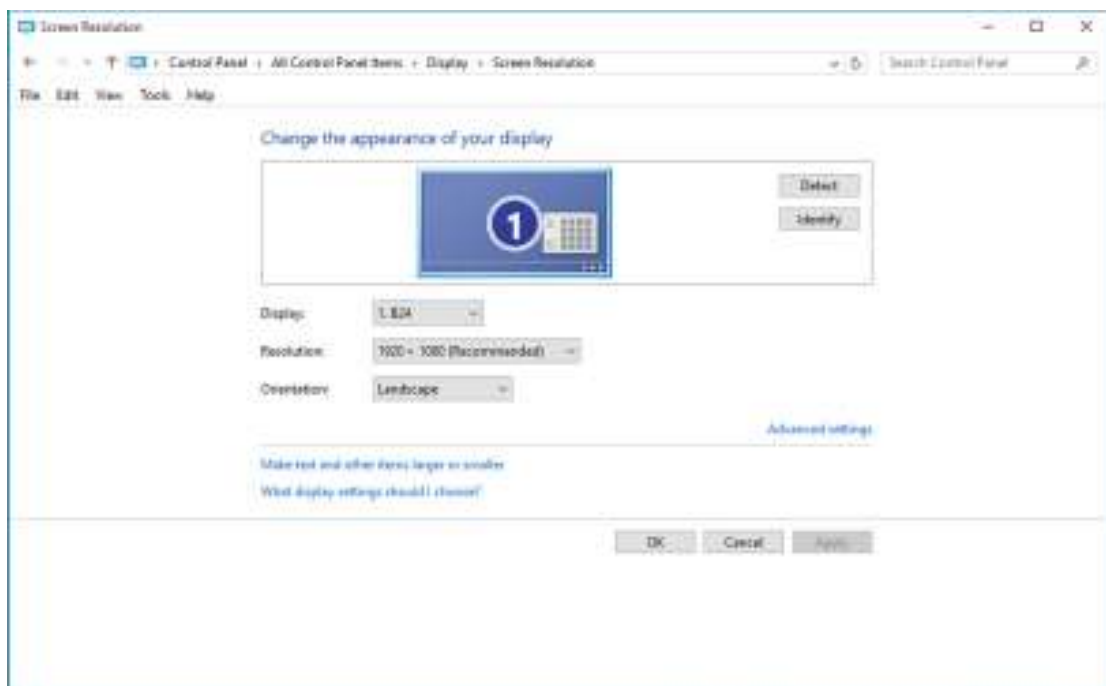 Screen Resolution
Control Panel › All Control Panel Items › Display › Screen Resolution
Search Control Panel
File Edit View Tools Help
Change the appearance of your display
1
Detect
Identify
Display: 1. B24
Resolution: 1920 × 1080 (Recommended)
Orientation: Landscape
Advanced settings
Make text and other items larger or smaller
What display settings should I choose?
OK Cancel Apply